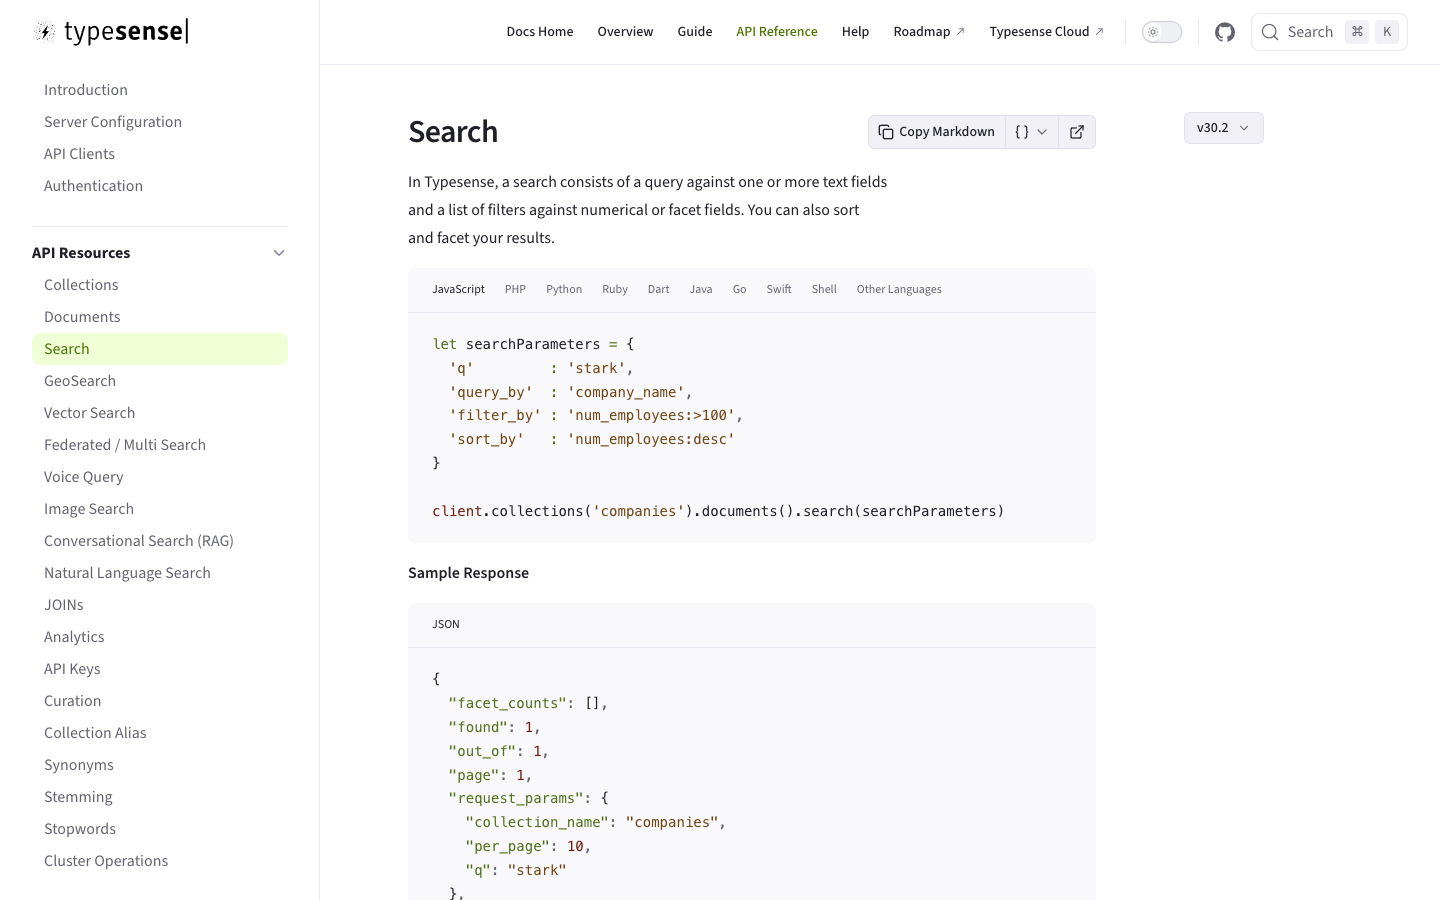 typesense|
Docs Home Overview Guide API Reference Help Roadmap Typesense Cloud Search ⌘ K
Introduction
Server Configuration
API Clients
Authentication
API Resources
Collections
Documents
Search
GeoSearch
Vector Search
Federated / Multi Search
Voice Query
Image Search
Conversational Search (RAG)
Natural Language Search
JOINs
Analytics
API Keys
Curation
Collection Alias
Synonyms
Stemming
Stopwords
Cluster Operations
Search
Copy Markdown { }
v30.2
In Typesense, a search consists of a query against one or more text fields
and a list of filters against numerical or facet fields. You can also sort
and facet your results.
JavaScript PHP Python Ruby Dart Java Go Swift Shell Other Languages
let searchParameters = {
  'q'         : 'stark',
  'query_by'  : 'company_name',
  'filter_by' : 'num_employees:>100',
  'sort_by'   : 'num_employees:desc'
}
client.collections('companies').documents().search(searchParameters)
Sample Response
JSON
{
  "facet_counts": [],
  "found": 1,
  "out_of": 1,
  "page": 1,
  "request_params": {
    "collection_name": "companies",
    "per_page": 10,
    "q": "stark"
  },